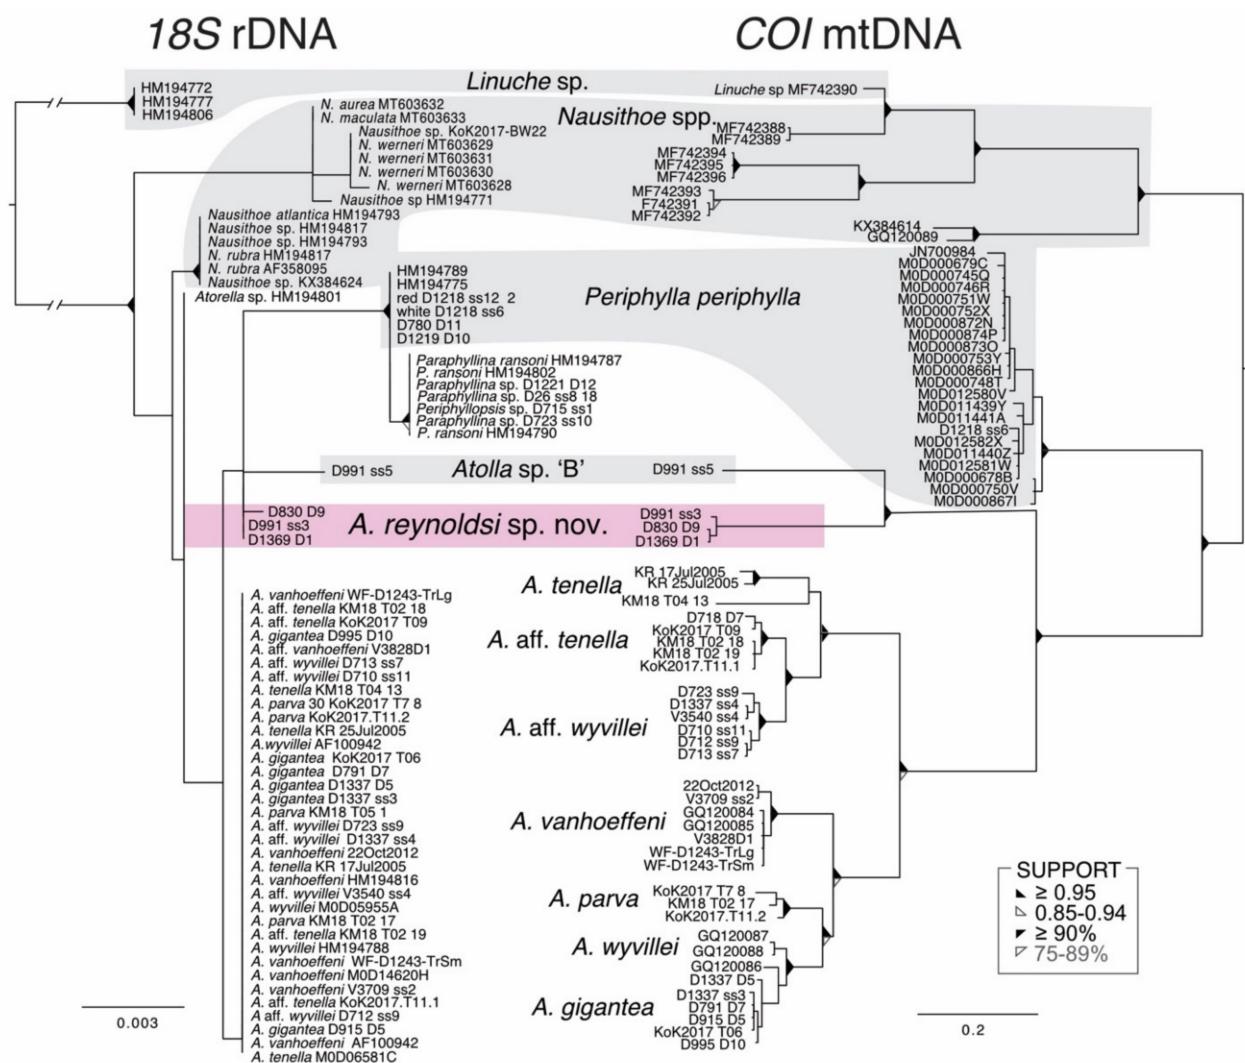 18S rDNA
COI mtDNA
Linuche sp.
HM194772
HM194777
HM194806
N. aurea MT603632
N. maculata MT603633
Nausithoe sp. KoK2017-BW22
N. werneri MT603629
N. werneri MT603631
N. werneri MT603630
N. werneri MT603628
Nausithoe sp HM194771
Nausithoe atlantica HM194793
Nausithoe sp. HM194817
Nausithoe sp. HM194793
N. rubra HM194817
N. rubra AF358095
Nausithoe sp. KX384624
Atorella sp. HM194801
HM194789
HM194775
red D1218 ss12 2
white D1218 ss6
D780 D11
D1219 D10
Paraphyllina ransoni HM194787
P. ransoni HM194802
Paraphyllina sp. D1221 D12
Paraphyllina sp. D26 ss8 18
Periphyllopsis sp. D715 ss1
Paraphyllina sp. D723 ss10
P. ransoni HM194790
D991 ss5
D830 D9
D991 ss3
D1369 D1
A. vanhoeffeni WF-D1243-TrLg
A. aff. tenella KM18 T02 18
A. aff. tenella KoK2017 T09
A. gigantea D995 D10
A. aff. vanhoeffeni V3828D1
A. aff. wyvillei D713 ss7
A. aff. wyvillei D710 ss11
A. tenella KM18 T04 13
A. parva 30 KoK2017 T7 8
A. parva KoK2017.T11.2
A. tenella KR 25Jul2005
A.wyvillei AF100942
A. gigantea KoK2017 T06
A. gigantea D791 D7
A. gigantea D1337 D5
A. gigantea D1337 ss3
A. parva KM18 T05 1
A. aff. wyvillei D723 ss9
A. aff. wyvillei D1337 ss4
A. vanhoeffeni 22Oct2012
A. tenella KR 17Jul2005
A. vanhoeffeni HM194816
A. aff. wyvillei V3540 ss4
A. wyvillei M0D05955A
A. parva KM18 T02 17
A. aff. tenella KM18 T02 19
A. wyvillei HM194788
A. vanhoeffeni WF-D1243-TrSm
A. vanhoeffeni M0D14620H
A. vanhoeffeni V3709 ss2
A. aff. tenella KoK2017.T11.1
A aff. wyvillei D712 ss9
A. gigantea D915 D5
A. vanhoeffeni AF100942
A. tenella M0D06581C
0.003
Linuche sp MF742390
Nausithoe spp.
MF742388
MF742389
MF742394
MF742395
MF742396
MF742393
F742391
MF742392
KX384614
GQ120089
Periphylla periphylla
JN700984
M0D000679C
M0D000745Q
M0D000746R
M0D000751W
M0D000752X
M0D000872N
M0D000874P
M0D000873O
M0D000753Y
M0D000866H
M0D000748T
M0D012580V
M0D011439Y
M0D011441A
D1218 ss6
M0D012582X
M0D011440Z
M0D012581W
M0D000678B
M0D000750V
M0D000867I
Atolla sp. ‘B’
D991 ss5
A. reynoldsi sp. nov.
D991 ss3
D830 D9
D1369 D1
A. tenella
KR 17Jul2005
KR 25Jul2005
KM18 T04 13
A. aff. tenella
D718 D7
KoK2017 T09
KM18 T02 18
KM18 T02 19
KoK2017.T11.1
A. aff. wyvillei
D723 ss9
D1337 ss4
V3540 ss4
D710 ss11
D712 ss9
D713 ss7
A. vanhoeffeni
22Oct2012
V3709 ss2
GQ120084
GQ120085
V3828D1
WF-D1243-TrLg
WF-D1243-TrSm
A. parva
KoK2017 T7 8
KM18 T02 17
KoK2017.T11.2
A. wyvillei
GQ120087
GQ120088
GQ120086
A. gigantea
D1337 D5
D1337 ss3
D791 D7
D915 D5
KoK2017 T06
D995 D10
SUPPORT
≥ 0.95
0.85-0.94
≥ 90%
75-89%
0.2